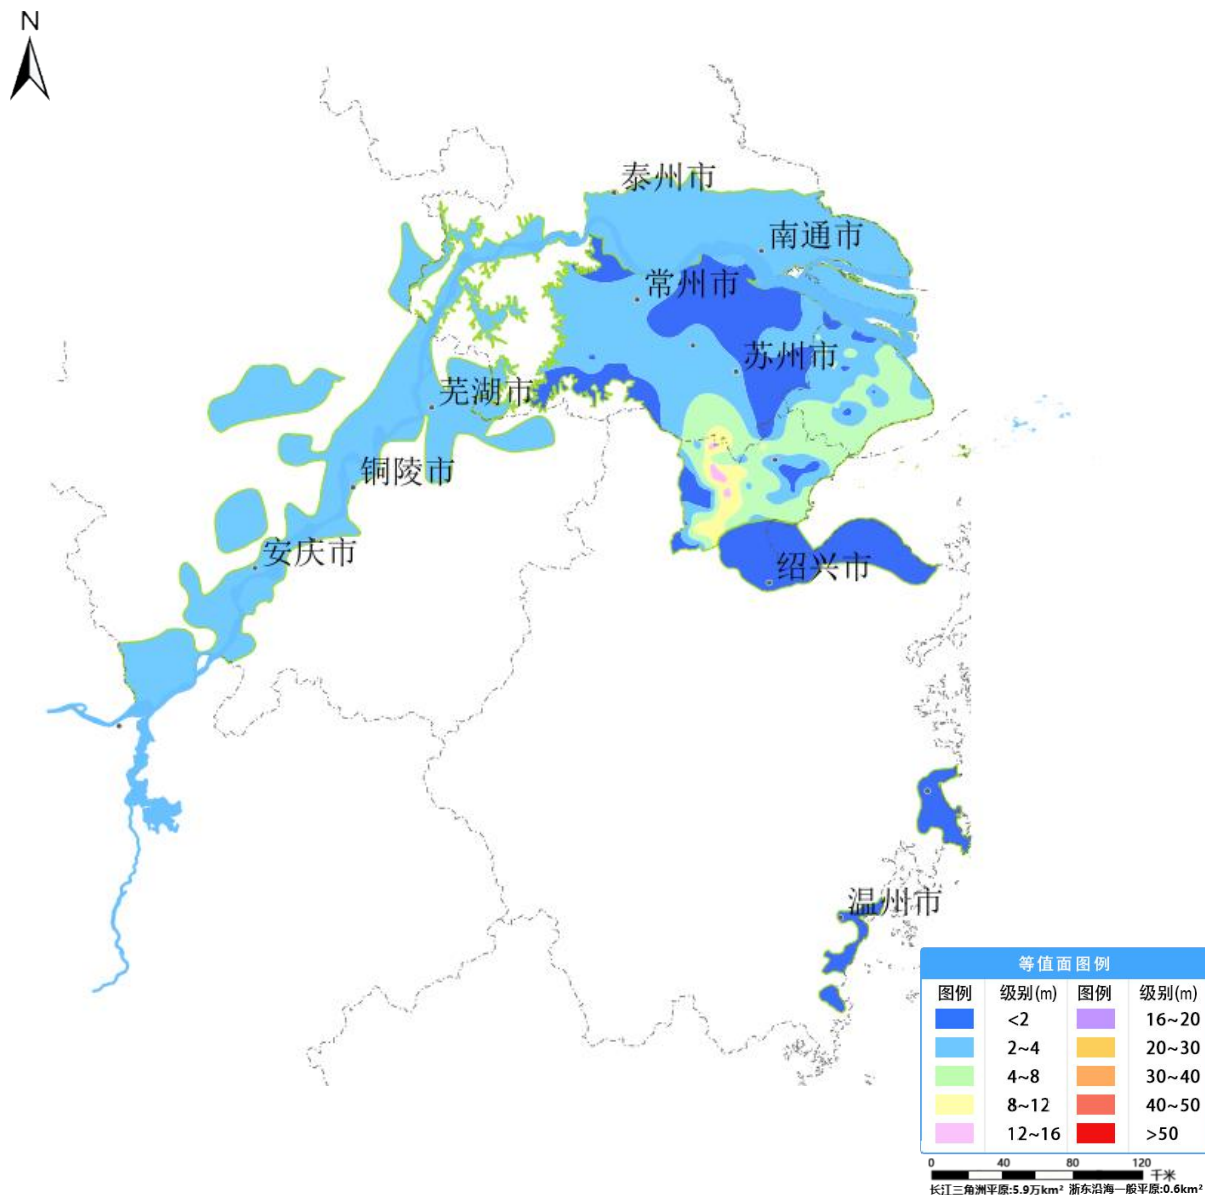 N
泰州市
南通市
常州市
苏州市
芜湖市
铜陵市
安庆市
绍兴市
温州市
等值面图例
图例 级别(m) 图例 级别(m)
<2 16~20
2~4 20~30
4~8 30~40
8~12 40~50
12~16 >50
0 40 80 120
千米
长江三角洲平原:5.9万km² 浙东沿海一般平原:0.6km²